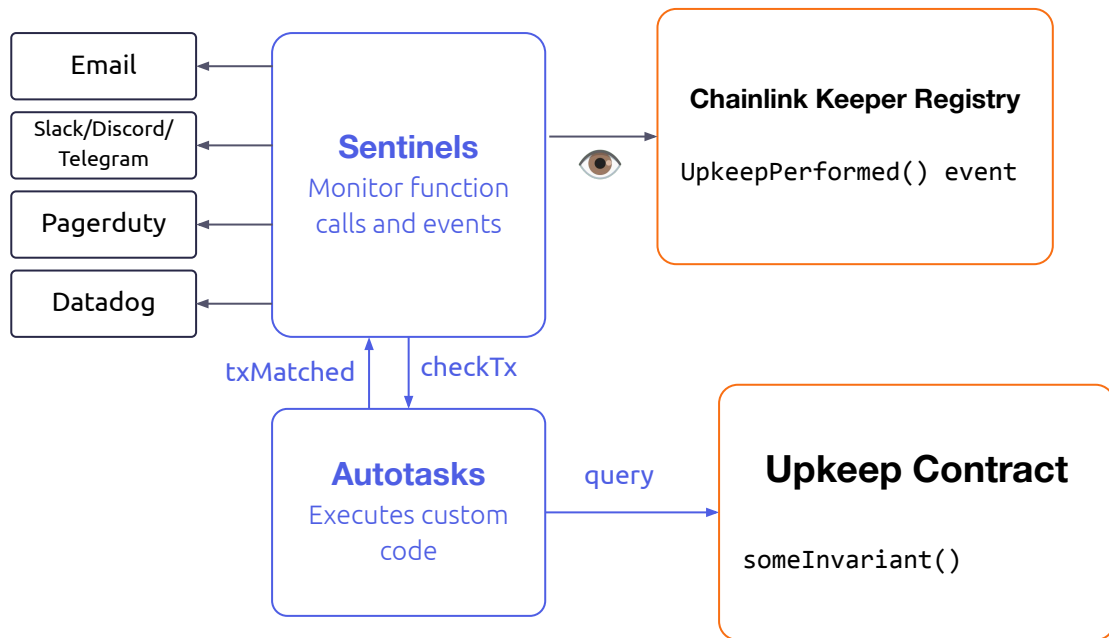 Email
Slack/Discord/
Telegram
Pagerduty
Datadog
Sentinels
Monitor function
calls and events
Chainlink Keeper Registry
UpkeepPerformed() event
txMatched
checkTx
Autotasks
Executes custom
code
query
Upkeep Contract
someInvariant()